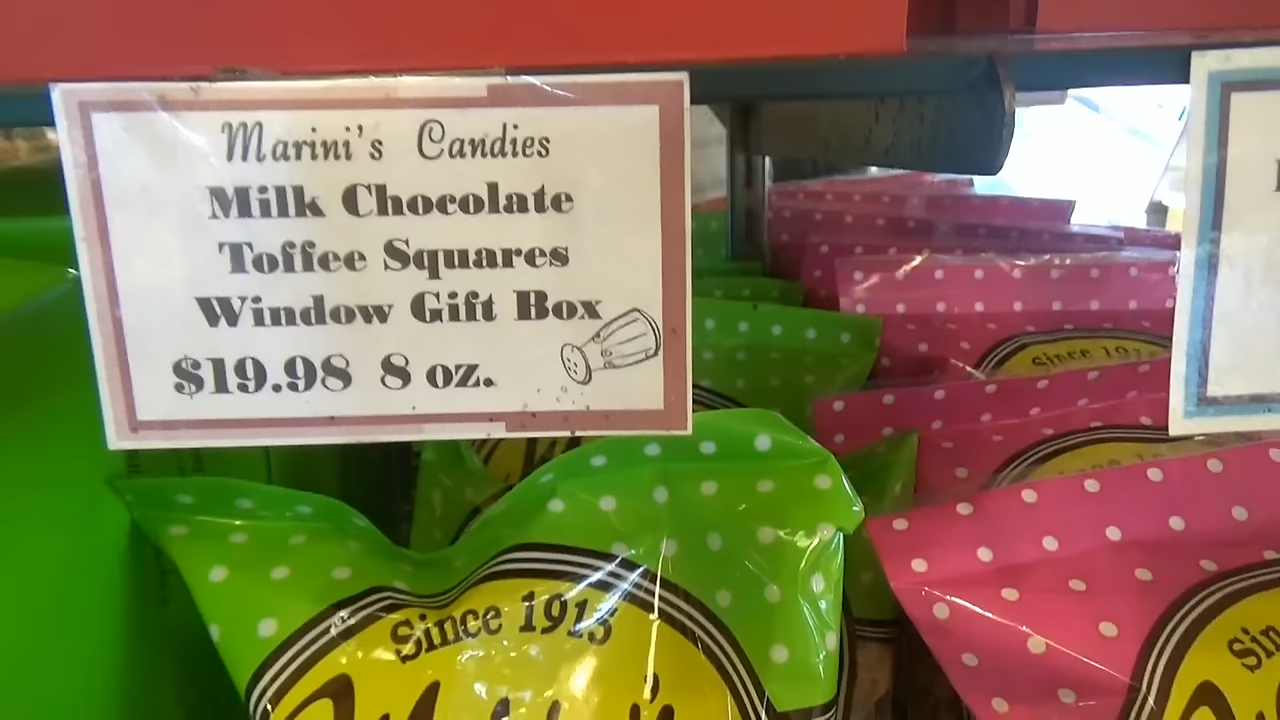 Marini's Candies
Milk Chocolate
Toffee Squares
Window Gift Box
$19.98 8 oz.
Since 1915